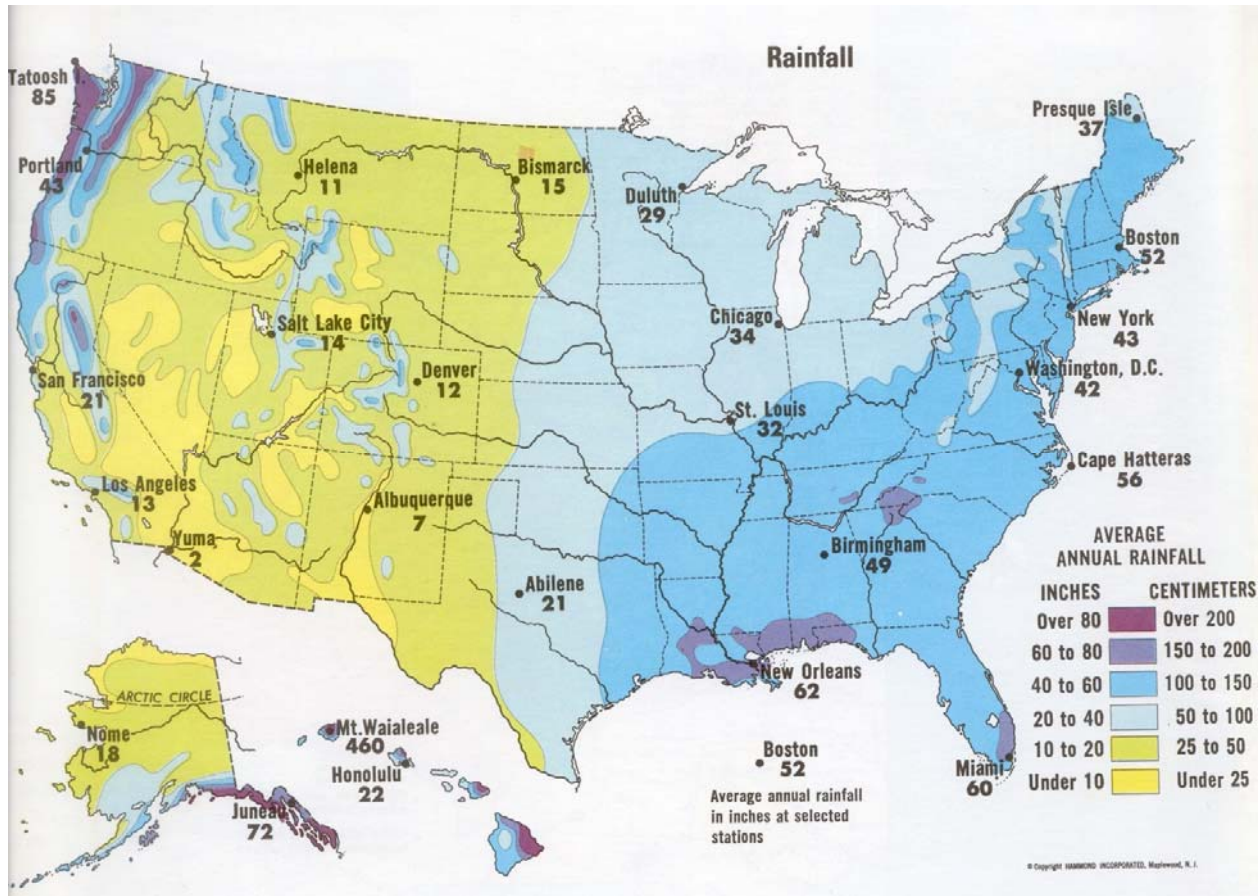 Rainfall
Tatoosh I.
85
Presque Isle
37
Portland
43
Helena
11
Bismarck
15
Duluth
29
Boston
52
Chicago
34
New York
43
Salt Lake City
14
San Francisco
21
Denver
12
Washington, D.C.
42
St. Louis
32
Cape Hatteras
56
Los Angeles
13
Albuquerque
7
Yuma
2
Birmingham
49
Abilene
21
New Orleans
62
Miami
60
ARCTIC CIRCLE
Nome
18
Mt. Waialeale
460
Honolulu
22
Juneau
72
Boston
52
Average annual rainfall
in inches at selected
stations
AVERAGE
ANNUAL RAINFALL
INCHES CENTIMETERS
Over 80 Over 200
60 to 80 150 to 200
40 to 60 100 to 150
20 to 40 50 to 100
10 to 20 25 to 50
Under 10 Under 25
© Copyright HAMMOND INCORPORATED, Maplewood, N. J.